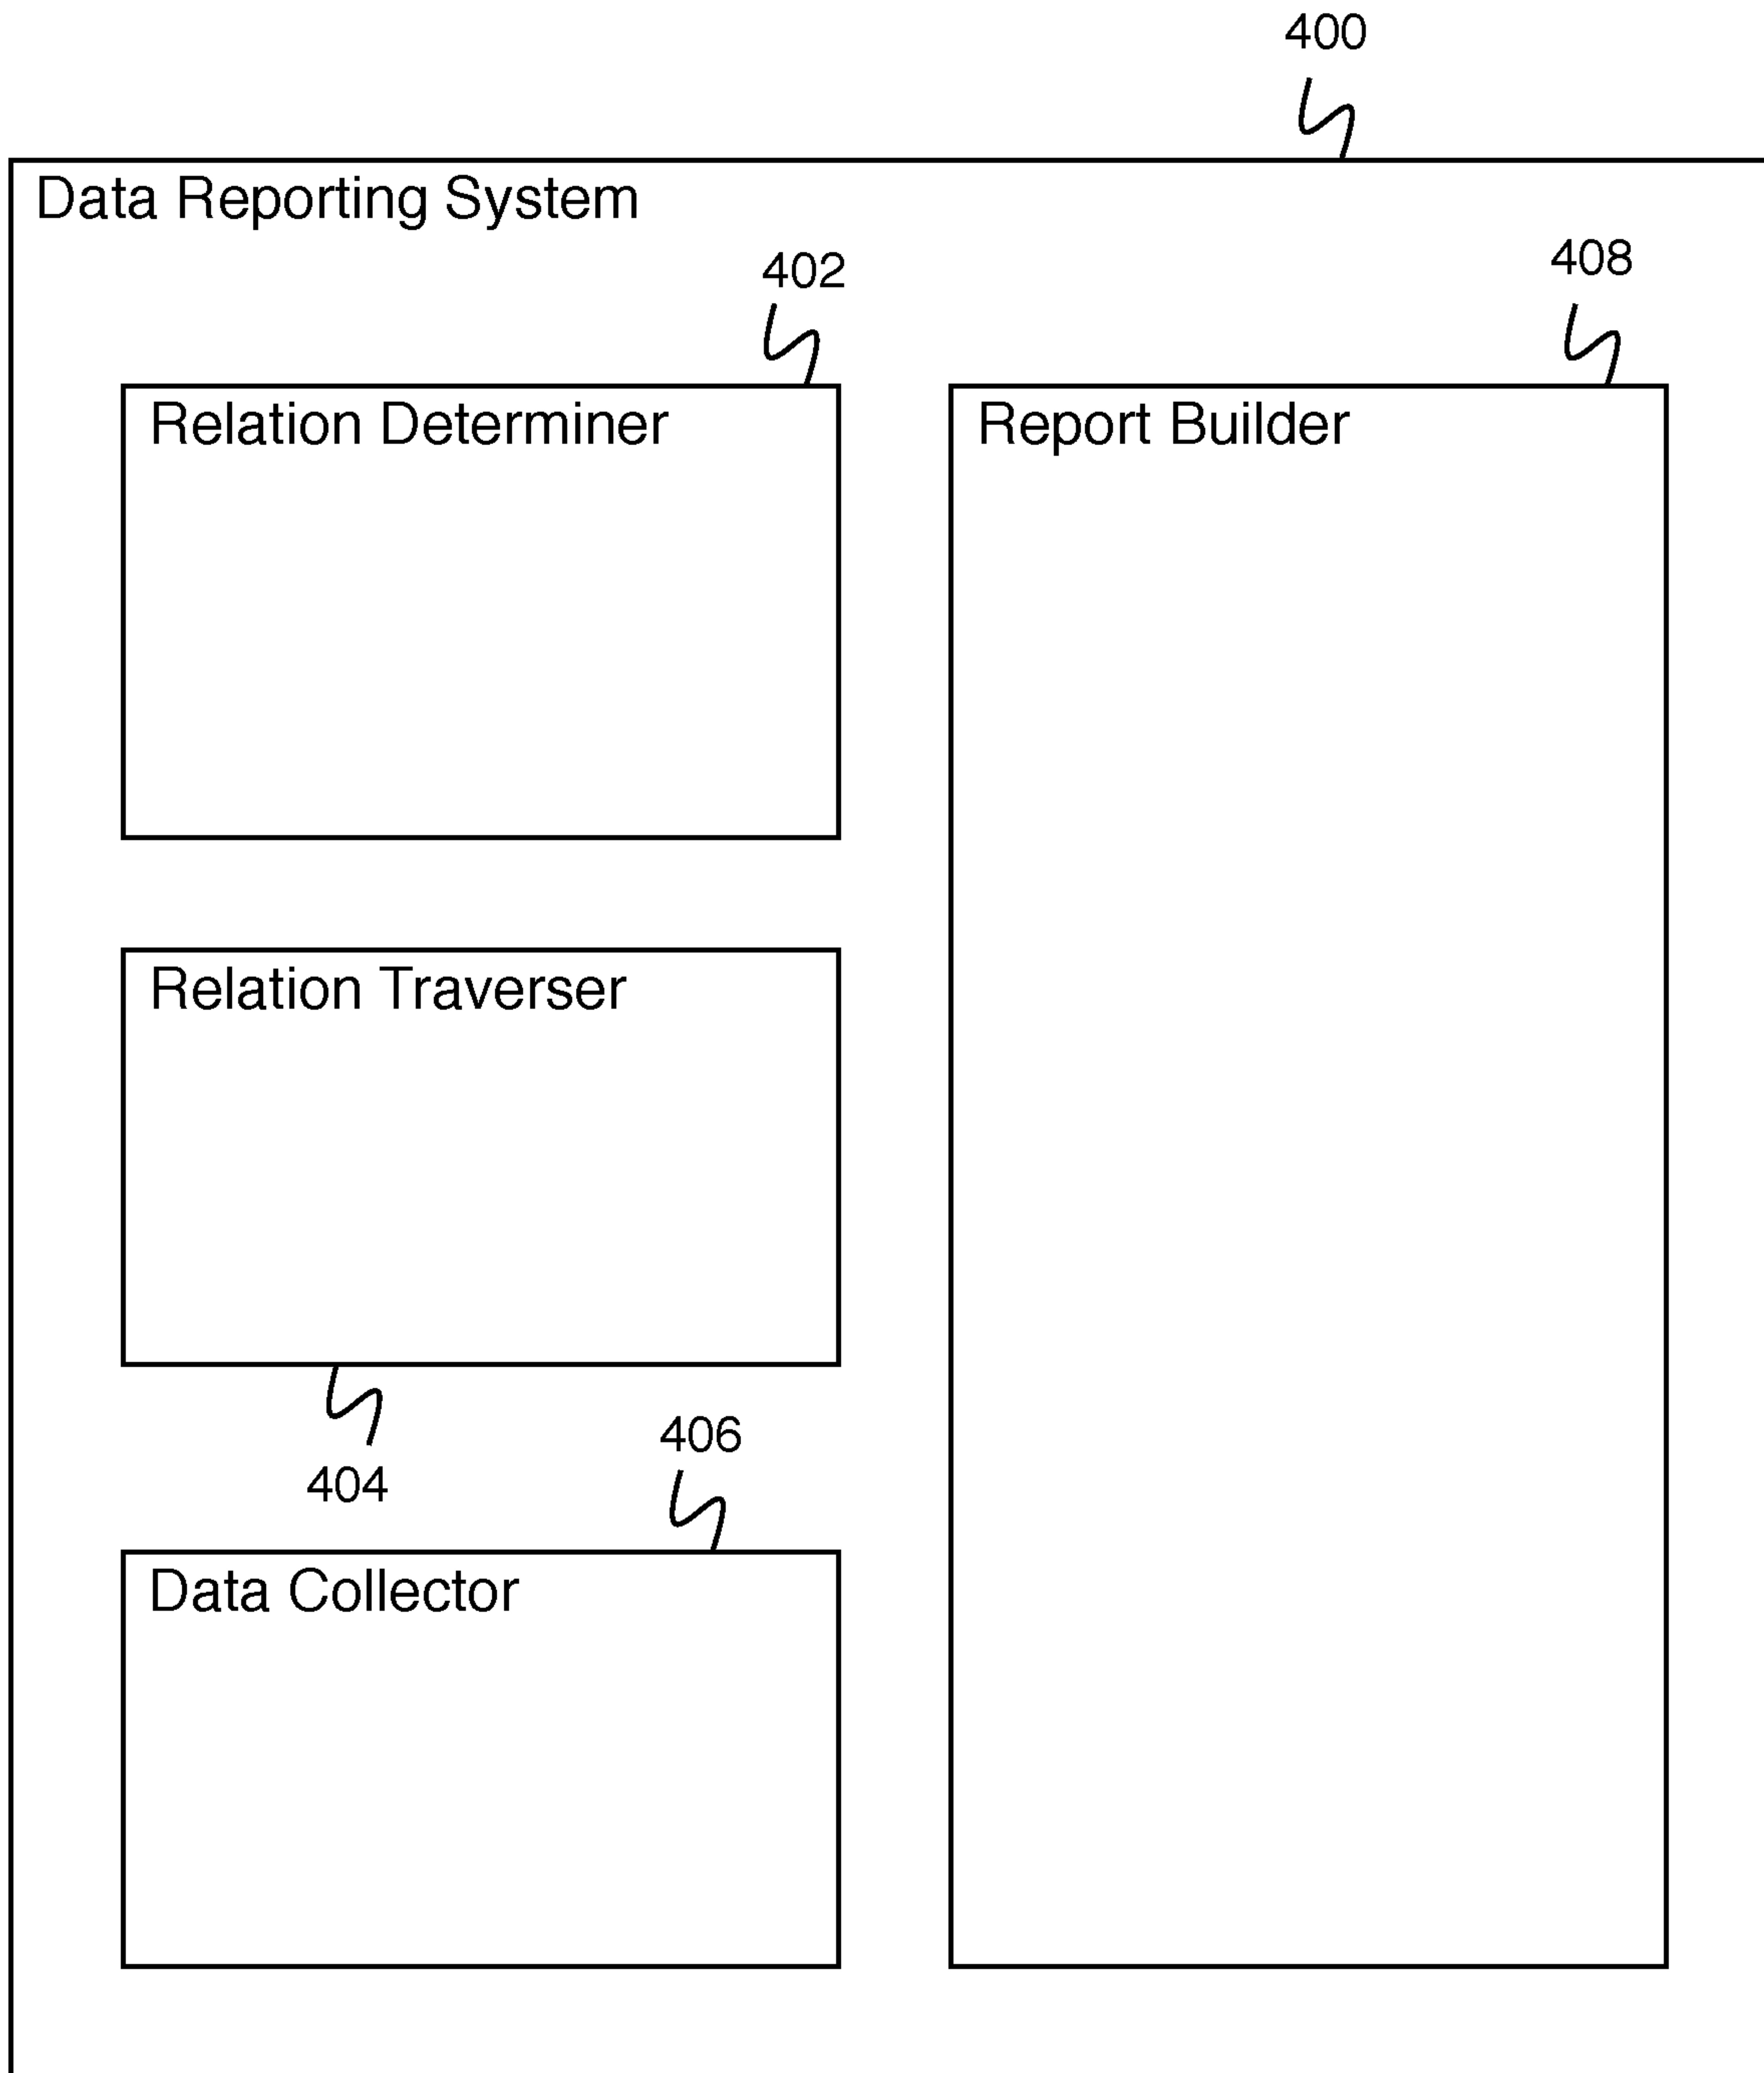 400
Data Reporting System
402
408
Relation Determiner
Report Builder
Relation Traverser
404
406
Data Collector